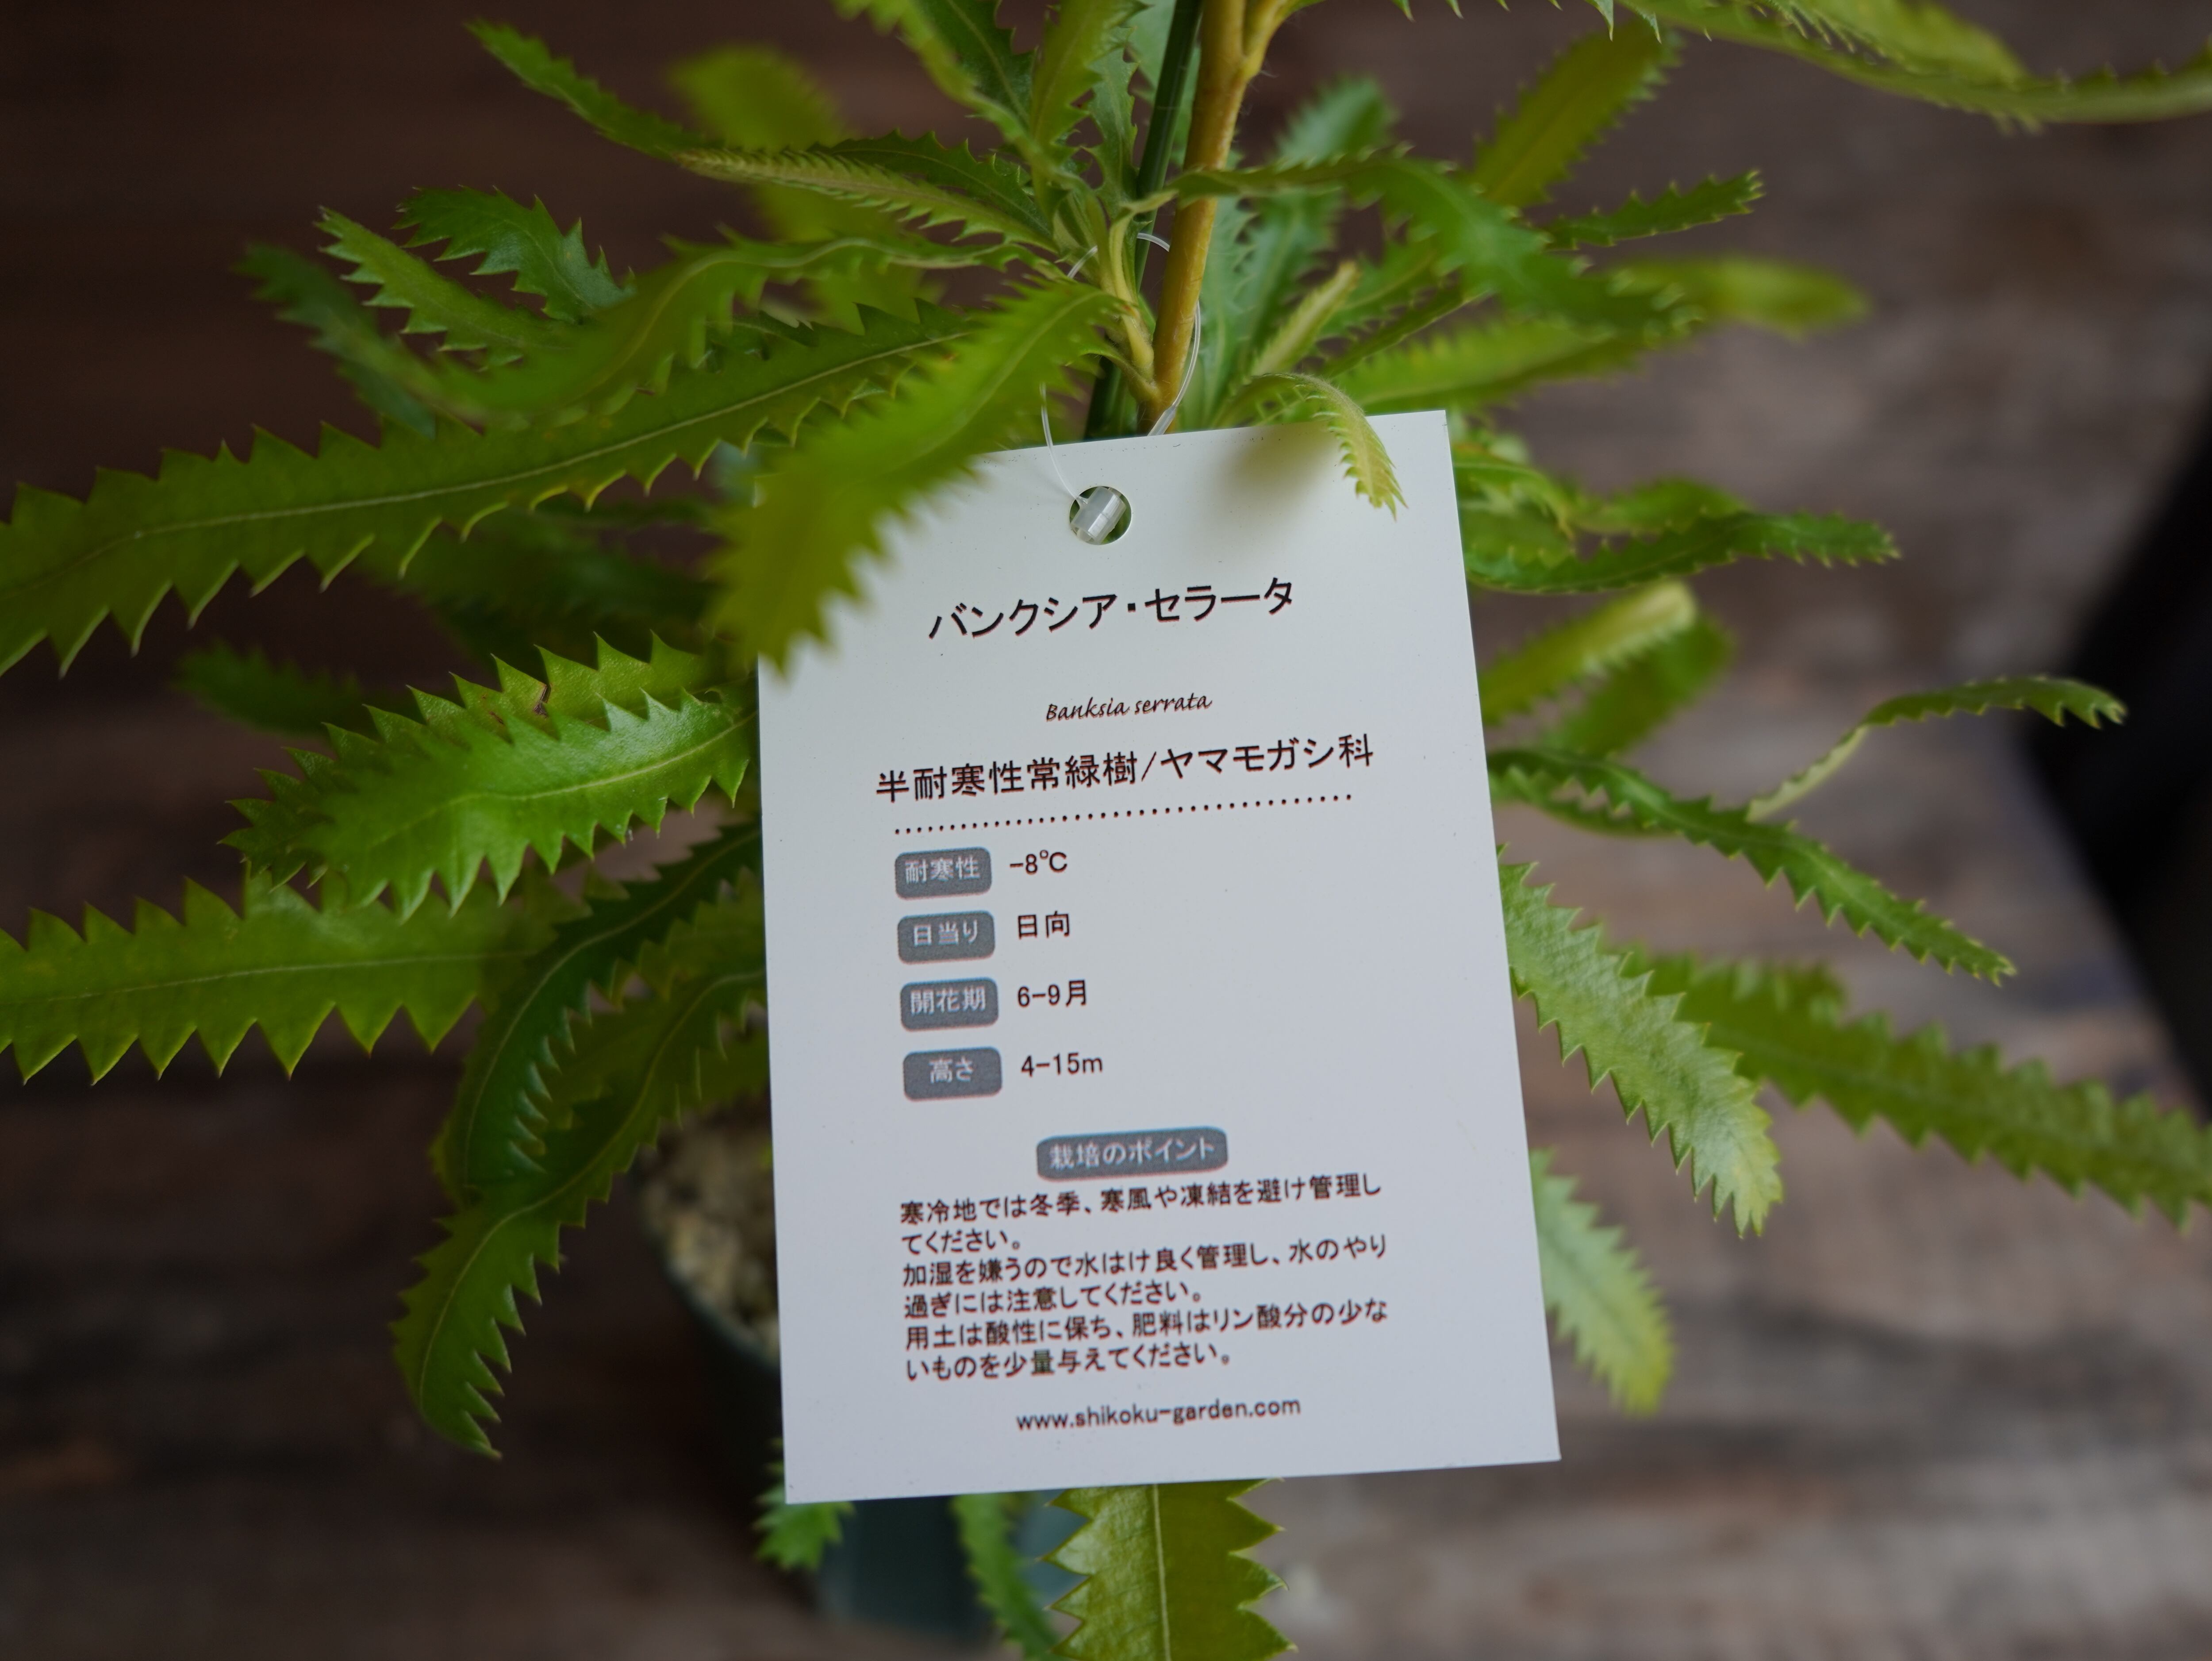 バンクシア・セラータ
Banksia serrata
半耐寒性常緑樹/ヤマモガシ科
耐寒性 -8℃
日当り 日向
開花期 6-9月
高さ 4-15m
栽培のポイント
寒冷地では冬季、寒風や凍結を避け管理し
てください。
加湿を嫌うので水はけ良く管理し、水のやり
過ぎには注意してください。
用土は酸性に保ち、肥料はリン酸分の少な
いものを少量与えてください。
www.shikoku-garden.com